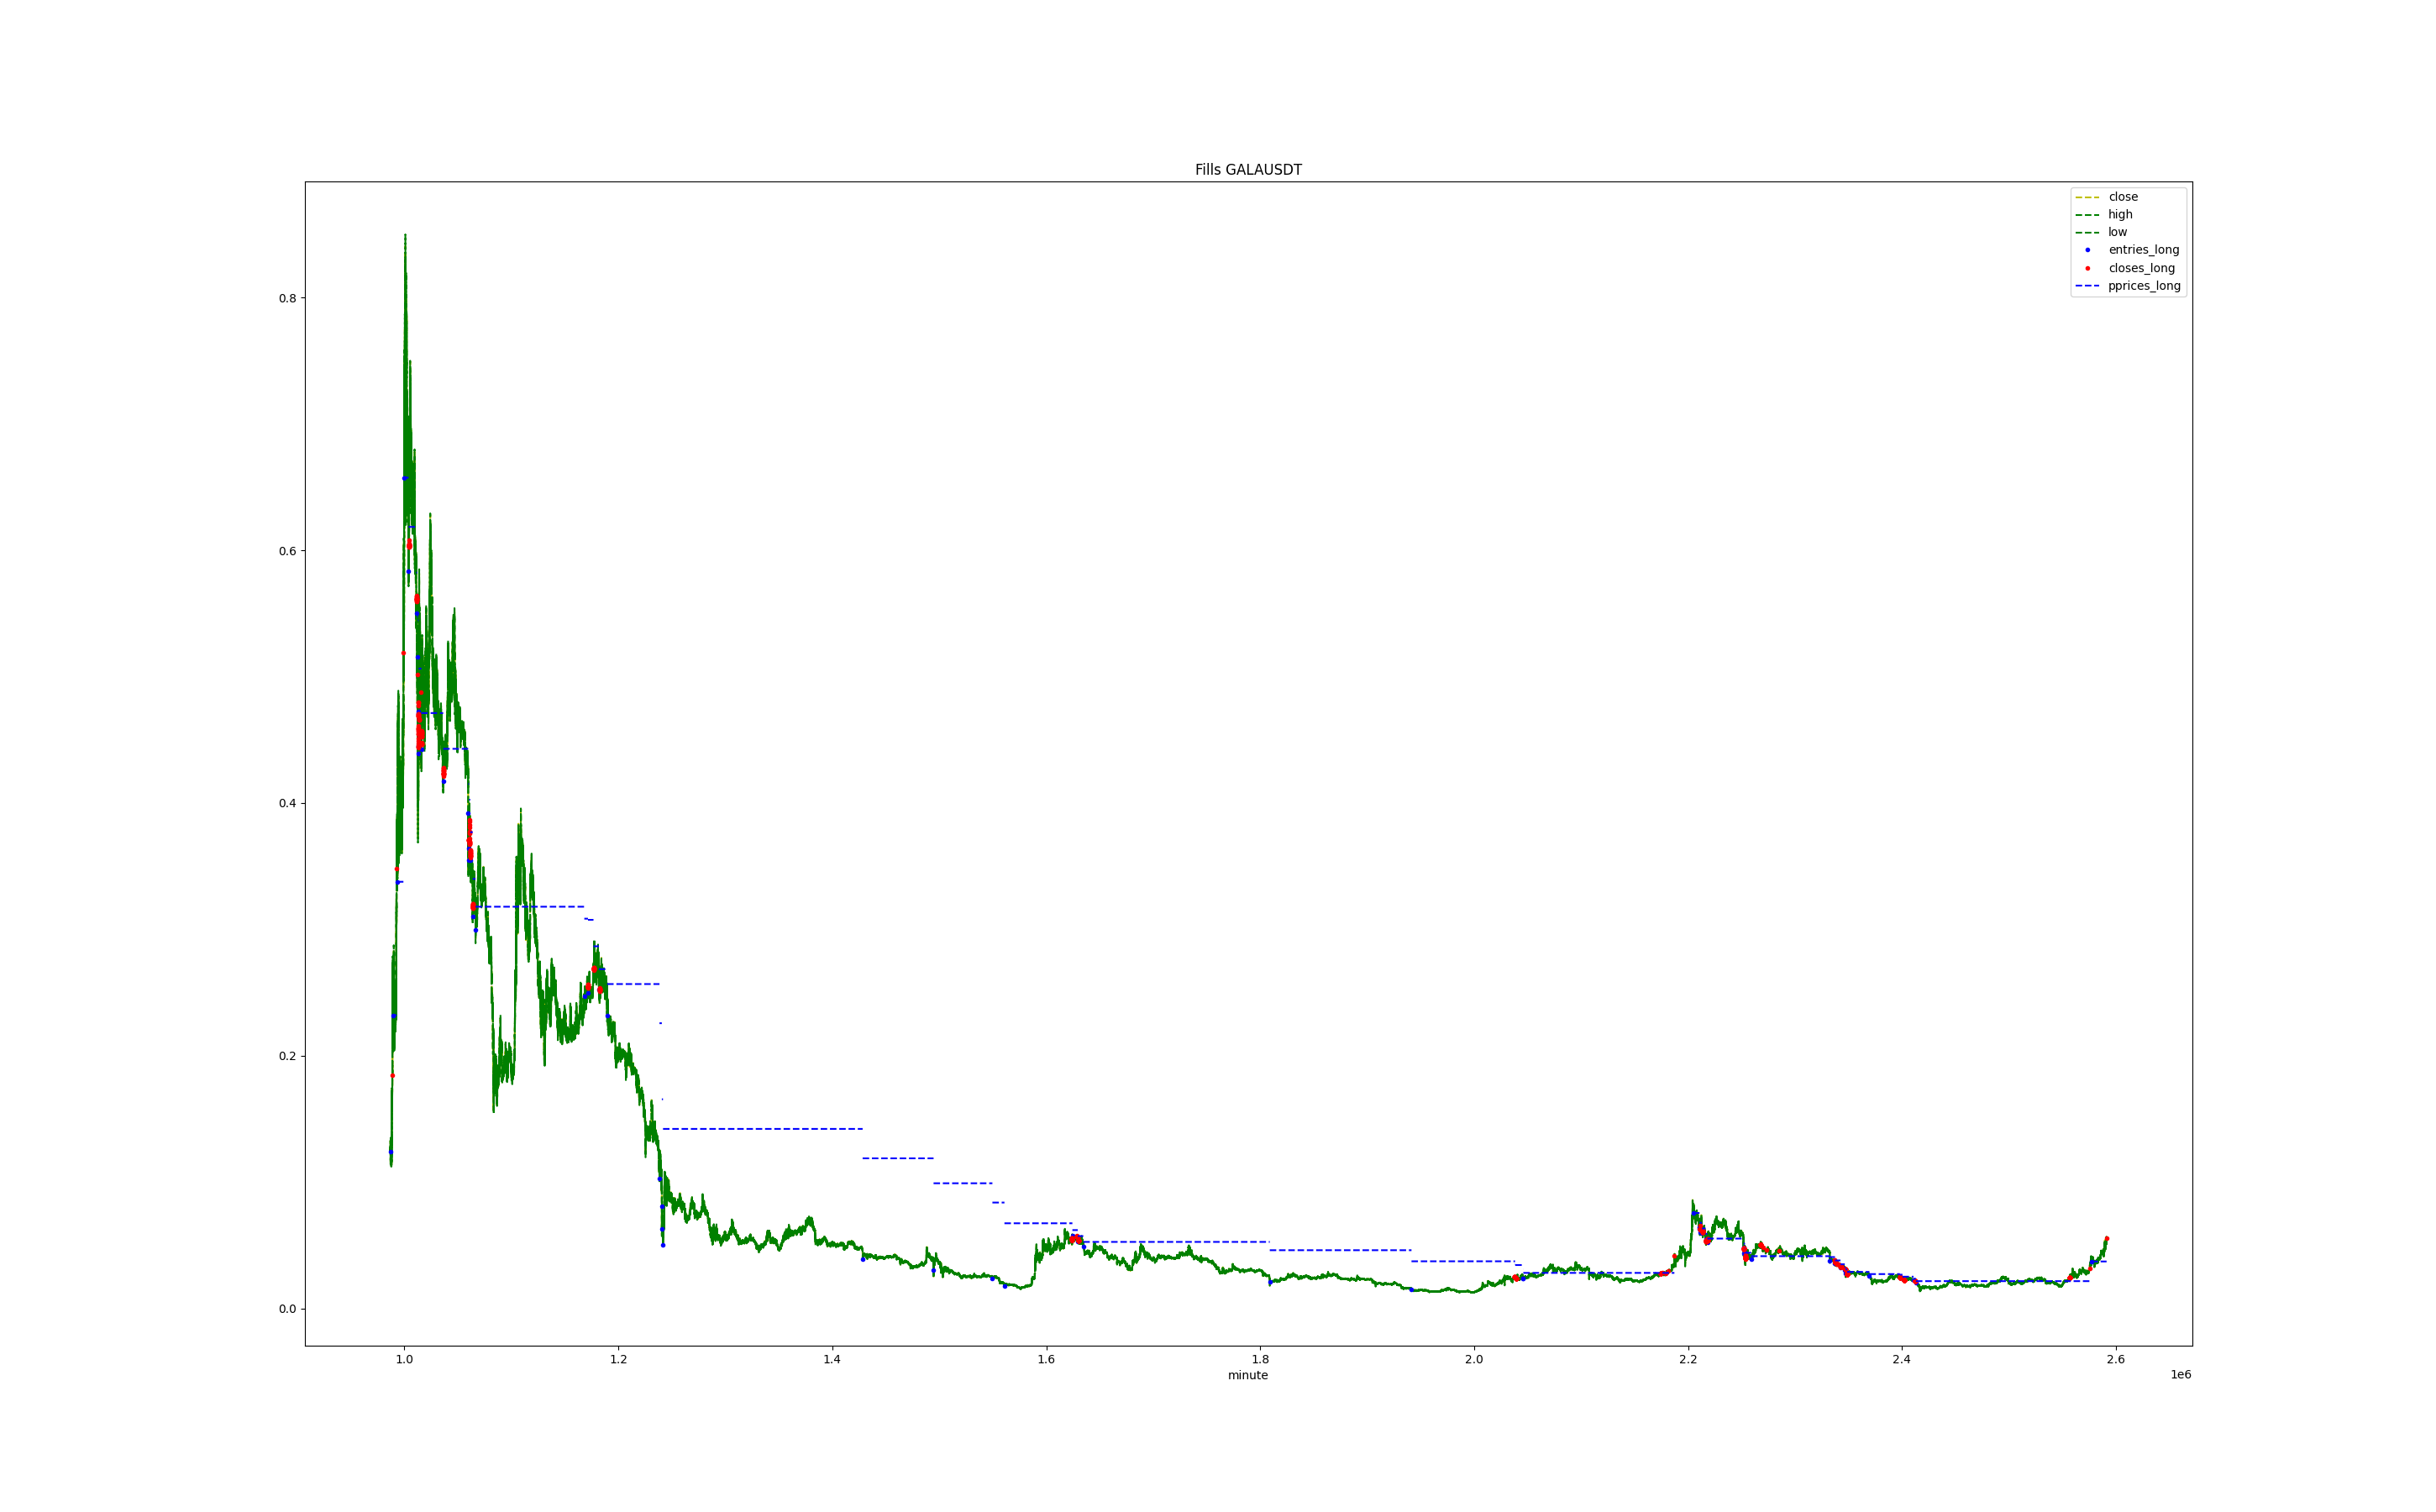 Fills GALAUSDT
close
high
low
entries_long
closes_long
pprices_long
0.8
0.6
0.4
0.2
0.0
1.0 1.2 1.4 1.6 1.8 2.0 2.2 2.4 2.6
minute
1e6